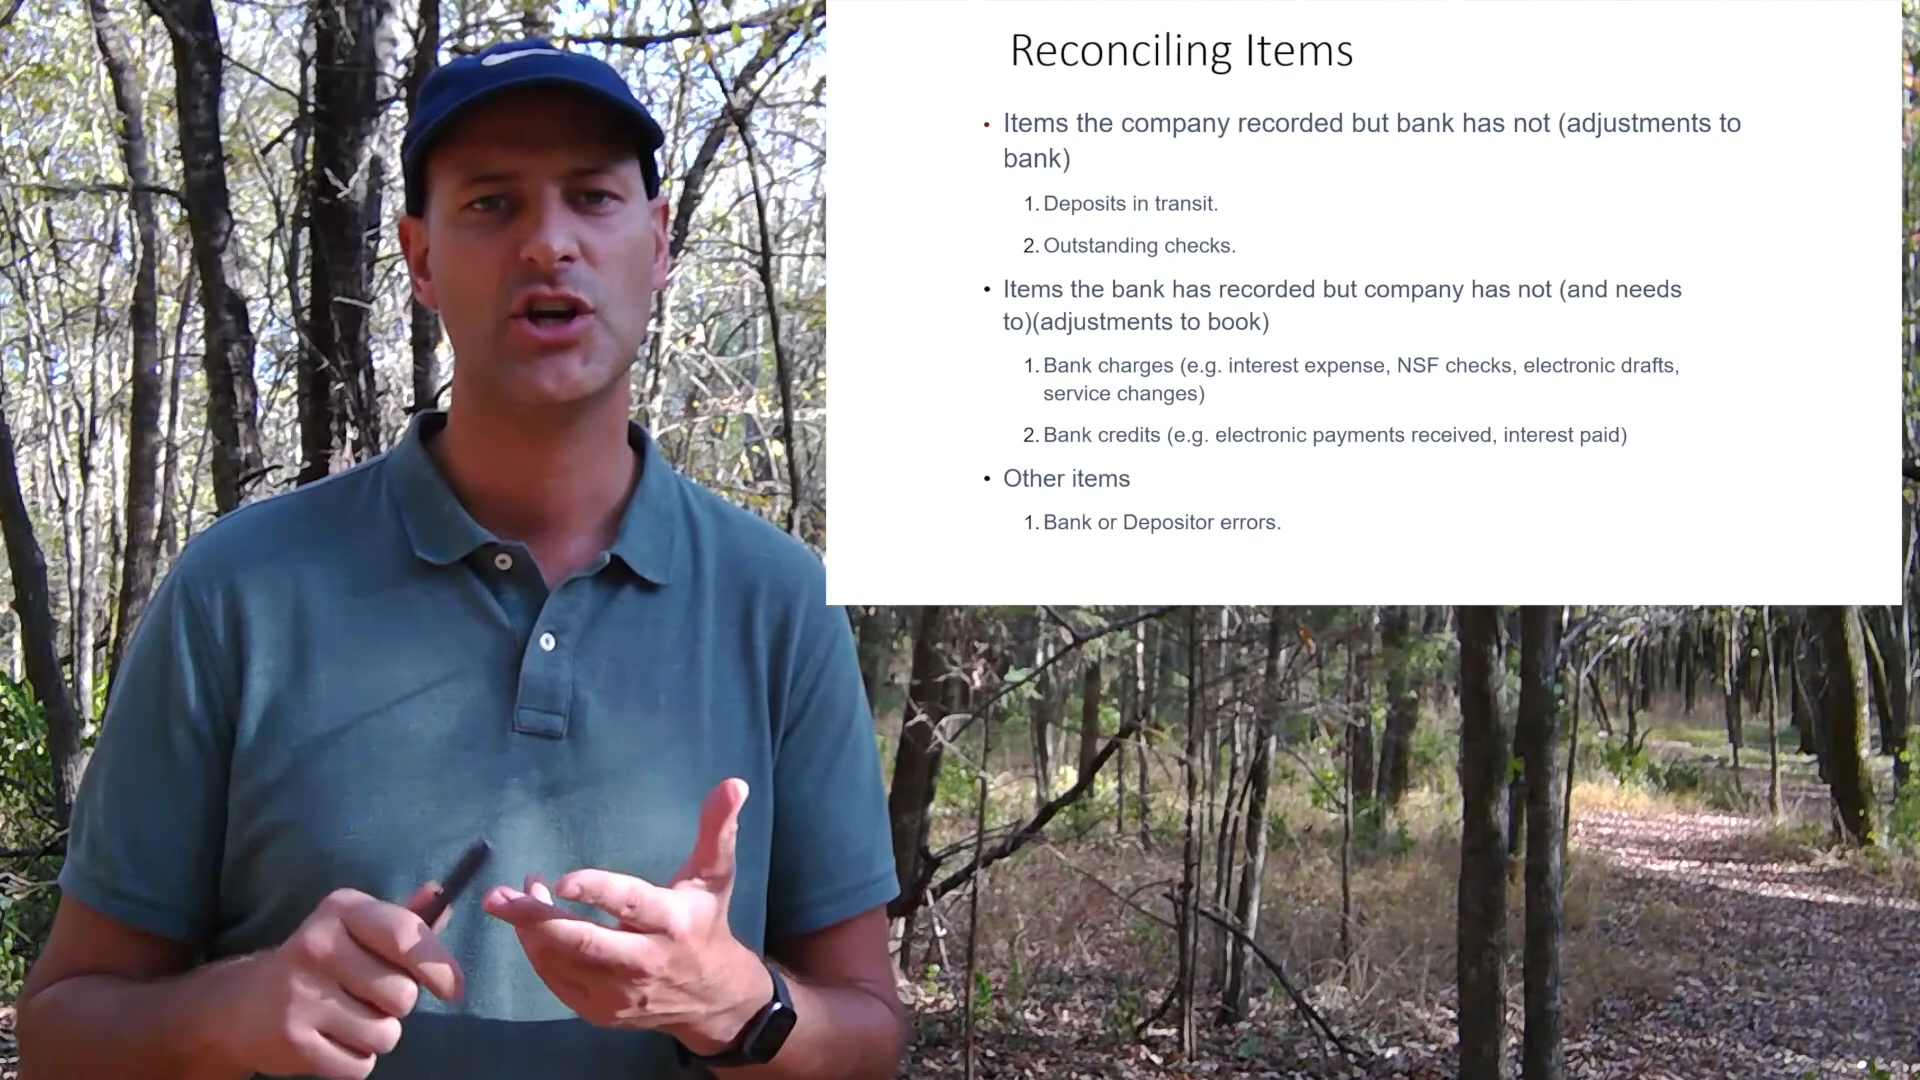 Reconciling Items
• Items the company recorded but bank has not (adjustments to
bank)
1. Deposits in transit.
2. Outstanding checks.
• Items the bank has recorded but company has not (and needs
to)(adjustments to book)
1. Bank charges (e.g. interest expense, NSF checks, electronic drafts,
service changes)
2. Bank credits (e.g. electronic payments received, interest paid)
• Other items
1. Bank or Depositor errors.